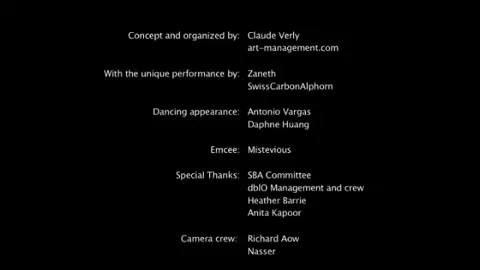 Concept and organized by: Claude Verly
art-management.com
With the unique performance by: Zaneth
SwissCarbonAlphorn
Dancing appearance: Antonio Vargas
Daphne Huang
Emcee: Mistevious
Special Thanks: SBA Committee
dbIO Management and crew
Heather Barrie
Anita Kapoor
Camera crew: Richard Aow
Nasser